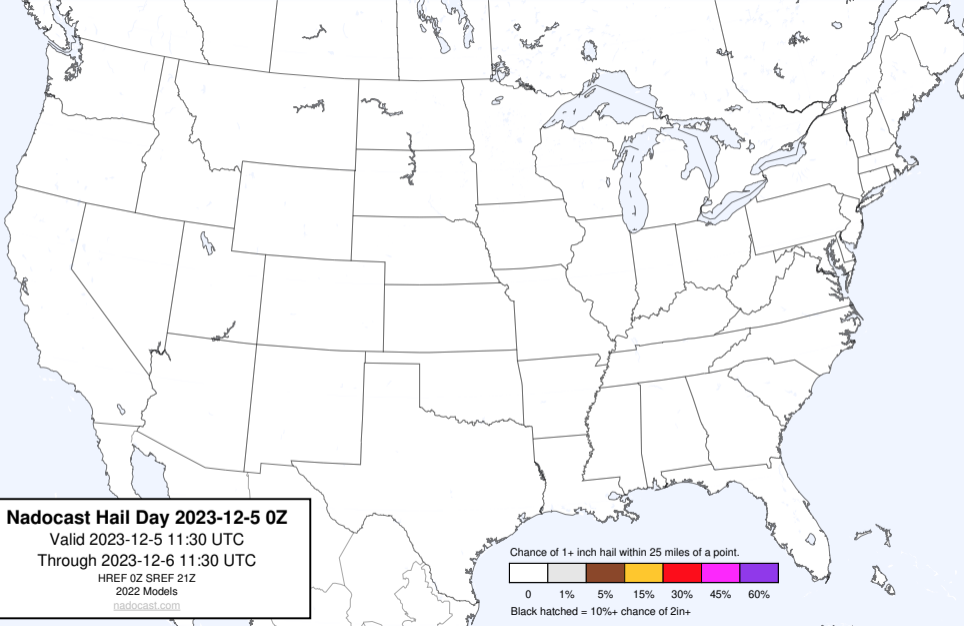 Nadocast Hail Day 2023-12-5 0Z
Valid 2023-12-5 11:30 UTC
Through 2023-12-6 11:30 UTC
HREF 0Z SREF 21Z
2022 Models
nadocast.com
Chance of 1+ inch hail within 25 miles of a point.
0 1% 5% 15% 30% 45% 60%
Black hatched = 10%+ chance of 2in+